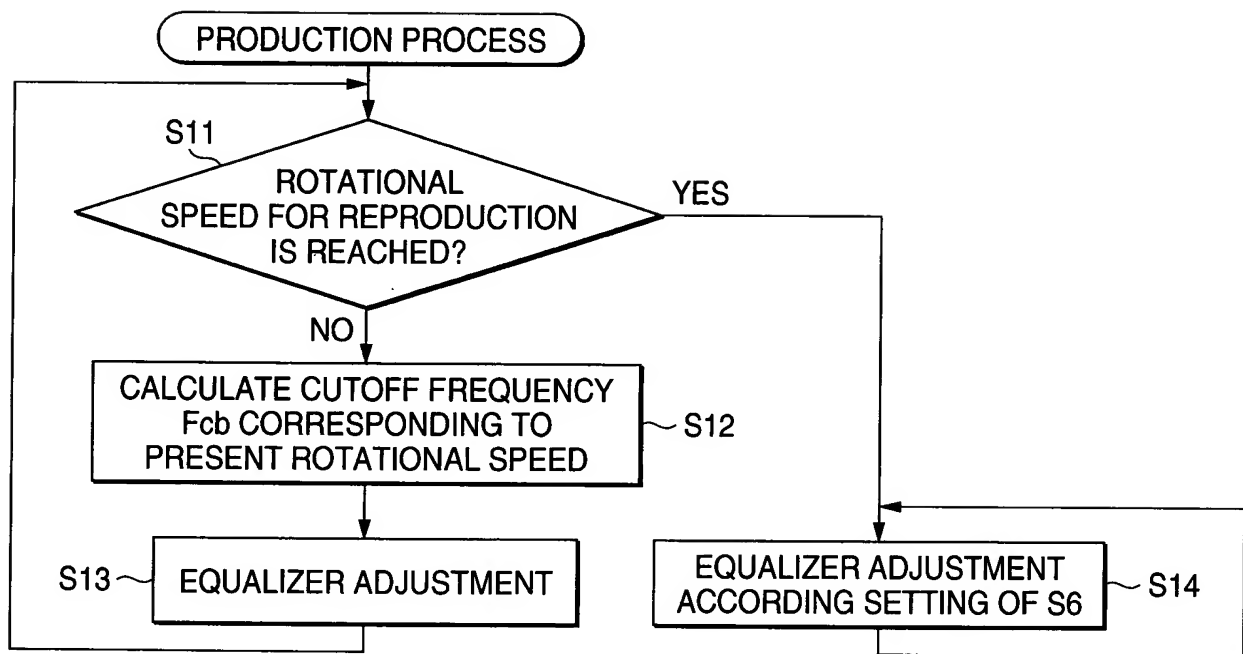 PRODUCTION PROCESS
S11
ROTATIONAL
SPEED FOR REPRODUCTION
IS REACHED?
YES
NO
CALCULATE CUTOFF FREQUENCY
Fcb CORRESPONDING TO
PRESENT ROTATIONAL SPEED
S12
S13
EQUALIZER ADJUSTMENT
EQUALIZER ADJUSTMENT
ACCORDING SETTING OF S6
S14